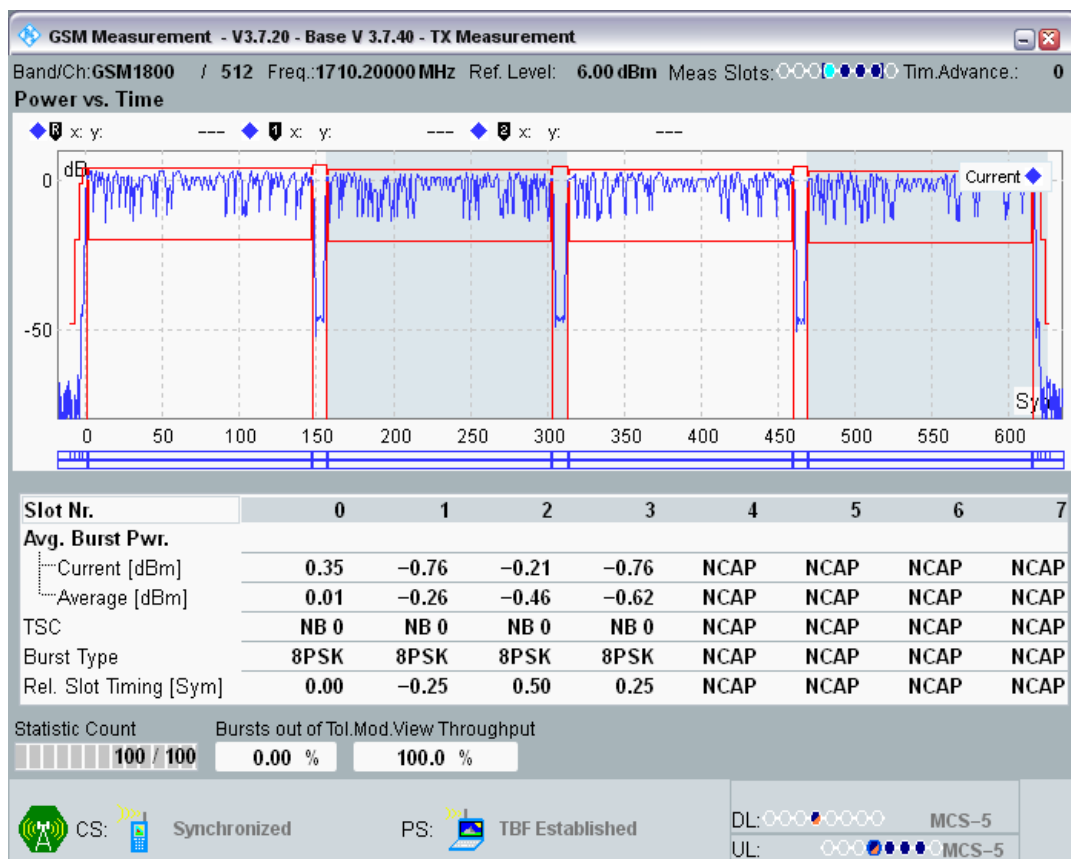 GSM Measurement - V3.7.20 - Base V 3.7.40 - TX Measurement
Band/Ch:GSM1800 / 512 Freq.:1710.20000 MHz Ref. Level: 6.00 dBm Meas Slots: Tim.Advance.: 0
Power vs. Time
R x: y: --- 1 x: y: --- 2 x: y: ---
dB
0
Current
-50
0 50 100 150 200 250 300 350 400 450 500 550 600
Slot Nr. 0 1 2 3 4 5 6 7
Avg. Burst Pwr.
Current [dBm] 0.35 −0.76 −0.21 −0.76 NCAP NCAP NCAP NCAP
Average [dBm] 0.01 −0.26 −0.46 −0.62 NCAP NCAP NCAP NCAP
TSC NB 0 NB 0 NB 0 NB 0 NCAP NCAP NCAP NCAP
Burst Type 8PSK 8PSK 8PSK 8PSK NCAP NCAP NCAP NCAP
Rel. Slot Timing [Sym] 0.00 −0.25 0.50 0.25 NCAP NCAP NCAP NCAP
Statistic Count Bursts out of Tol.Mod.View Throughput
100 / 100 0.00 % 100.0 %
CS: Synchronized PS: TBF Established
DL: MCS−5
UL: MCS−5